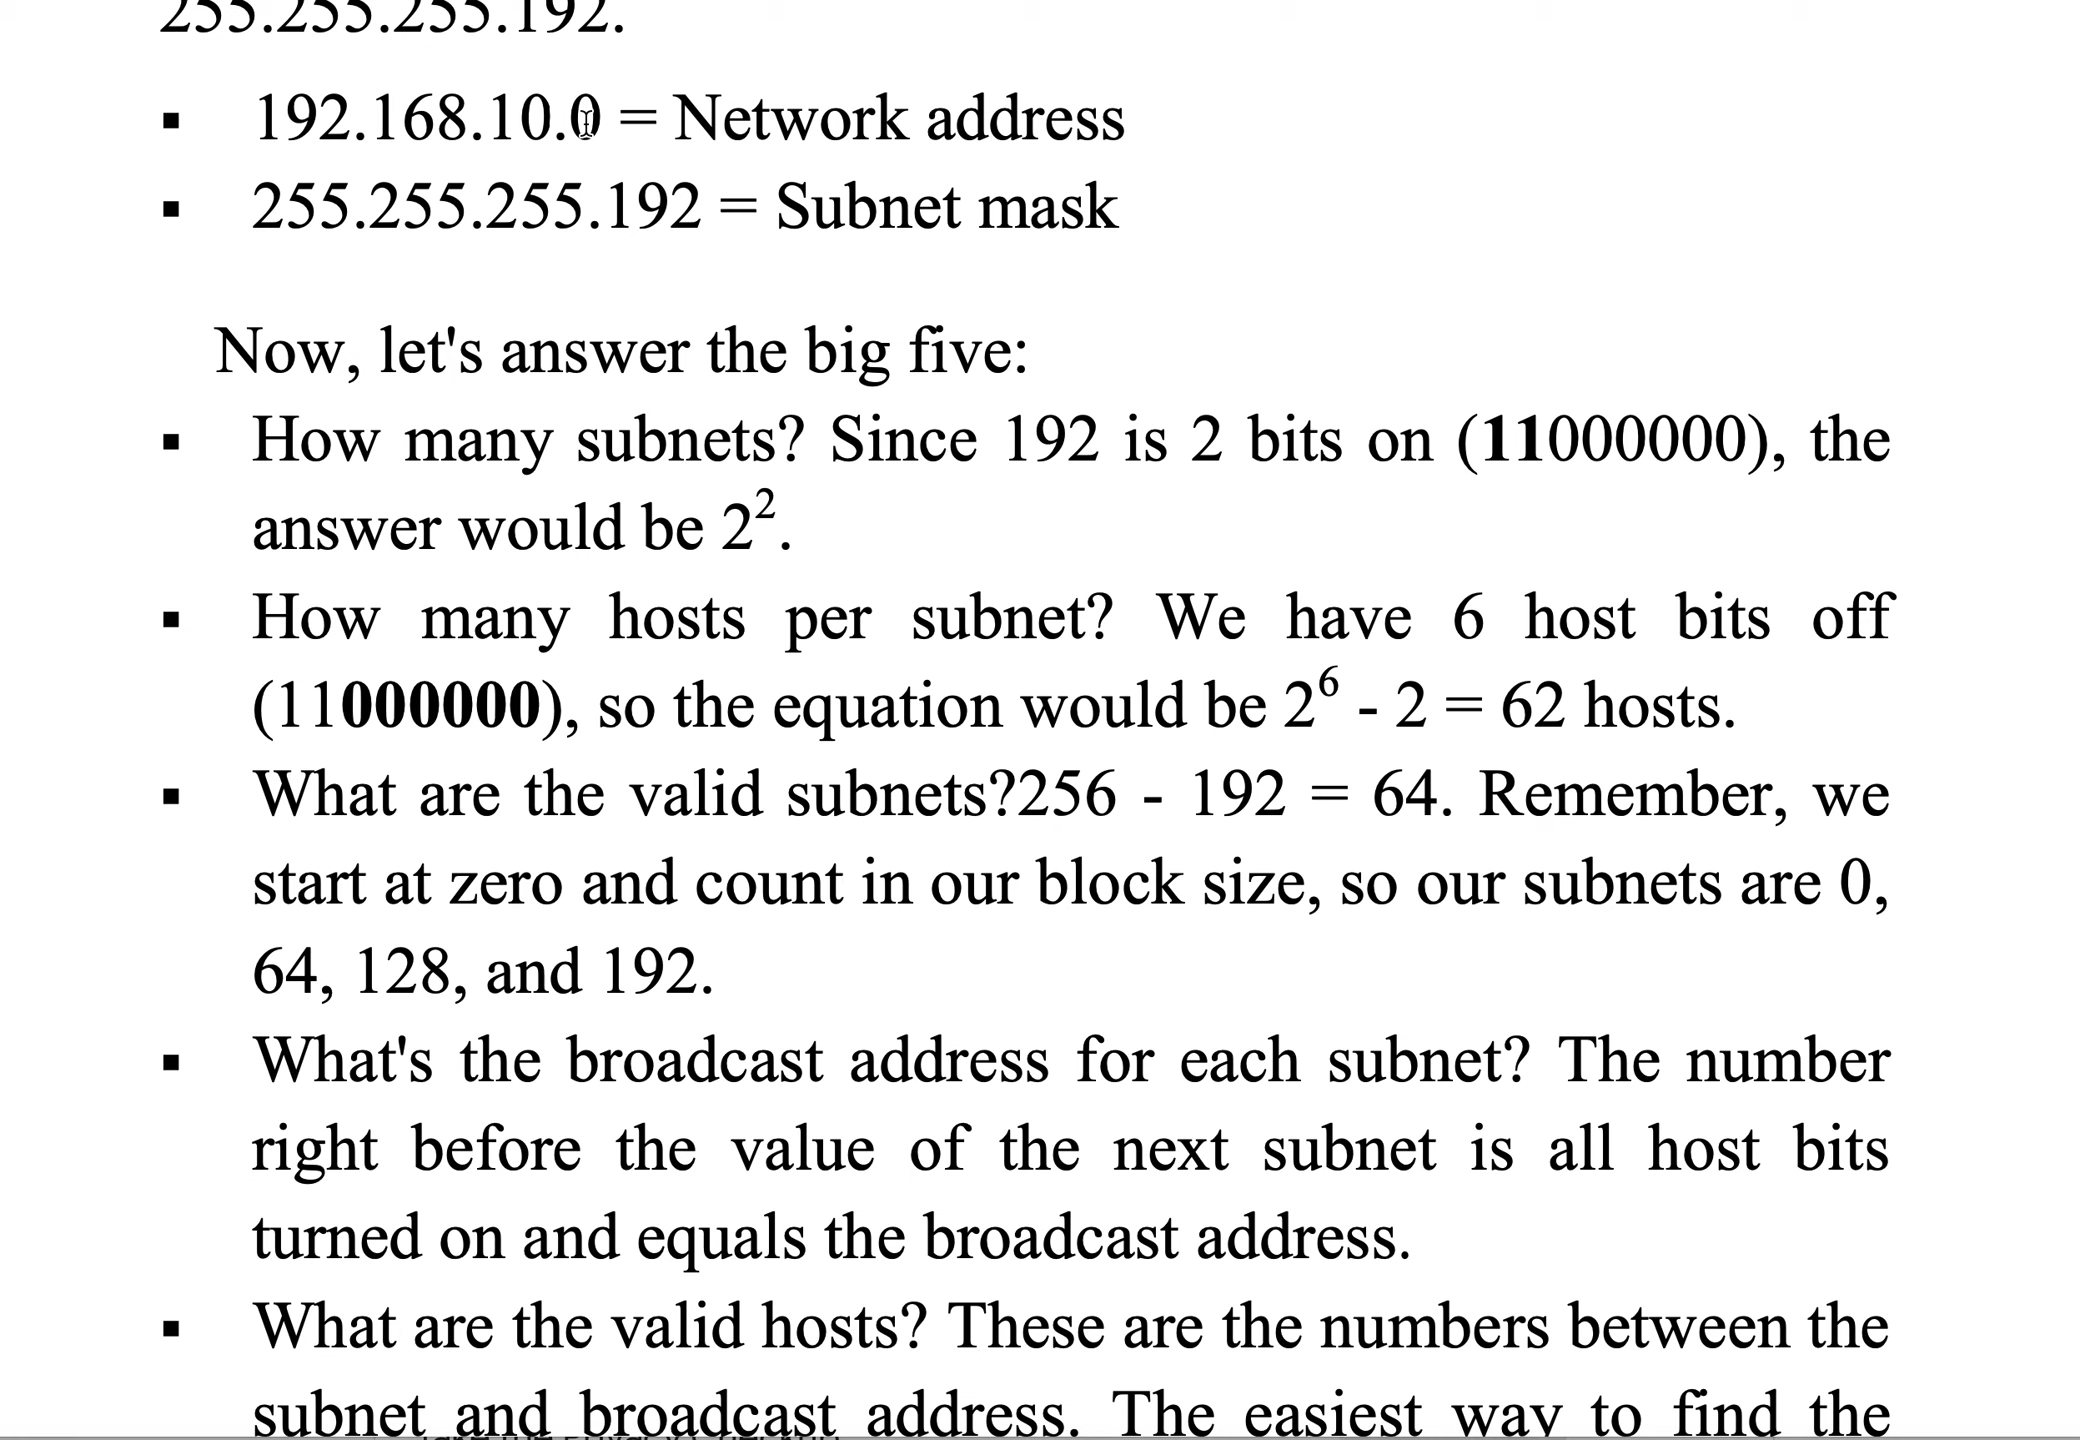 255.255.255.192.
▪ 192.168.10.0 = Network address
▪ 255.255.255.192 = Subnet mask
Now, let's answer the big five:
▪ How many subnets? Since 192 is 2 bits on (11000000), the
answer would be 2².
▪ How many hosts per subnet? We have 6 host bits off
(11000000), so the equation would be 2⁶ - 2 = 62 hosts.
▪ What are the valid subnets?256 - 192 = 64. Remember, we
start at zero and count in our block size, so our subnets are 0,
64, 128, and 192.
▪ What's the broadcast address for each subnet? The number
right before the value of the next subnet is all host bits
turned on and equals the broadcast address.
▪ What are the valid hosts? These are the numbers between the
subnet and broadcast address. The easiest way to find the